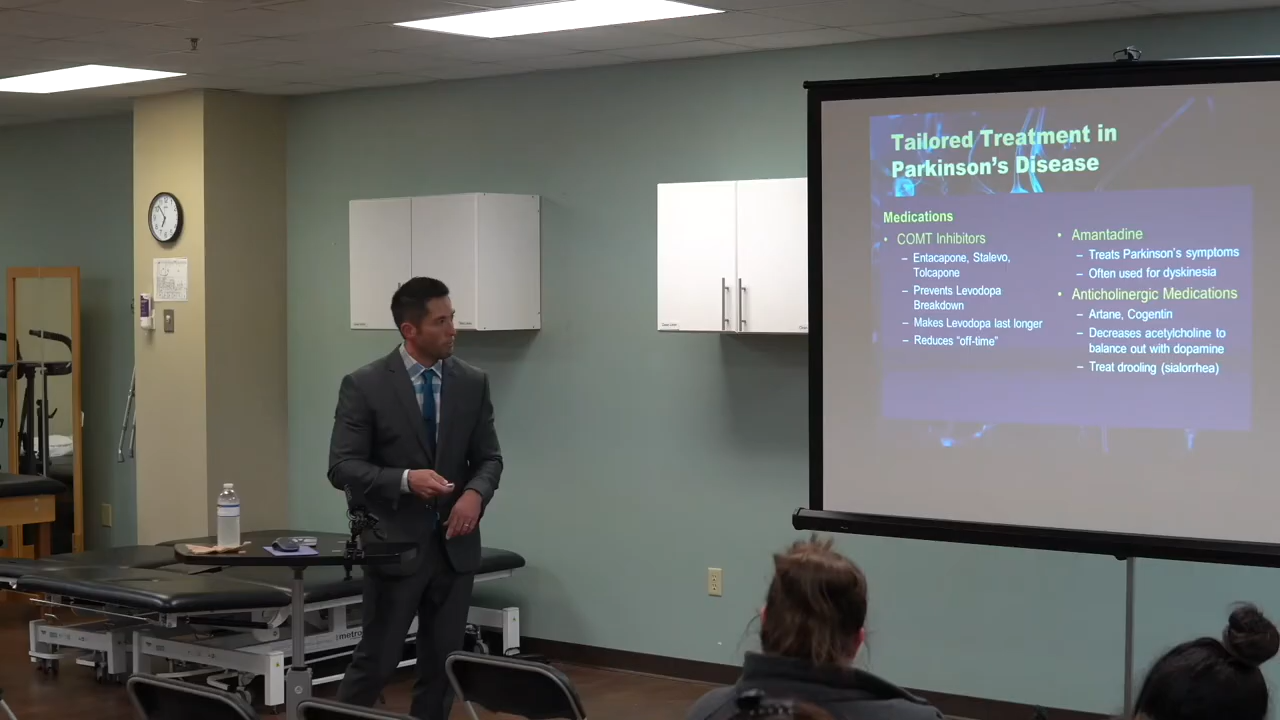 Tailored Treatment in
Parkinson's Disease
Medications
• COMT Inhibitors
– Entacapone, Stalevo,
Tolcapone
– Prevents Levodopa
Breakdown
– Makes Levodopa last longer
– Reduces "off-time"
• Amantadine
– Treats Parkinson's symptoms
– Often used for dyskinesia
• Anticholinergic Medications
– Artane, Cogentin
– Decreases acetylcholine to
balance out with dopamine
– Treat drooling (sialorrhea)
metro